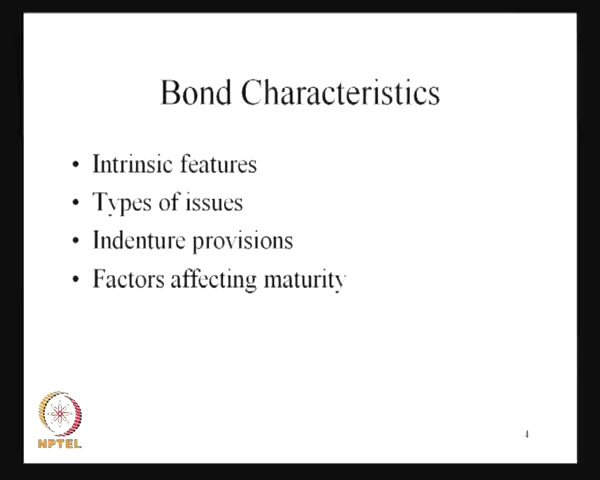 Bond Characteristics
• Intrinsic features
• Types of issues
• Indenture provisions
• Factors affecting maturity
NPTEL
4